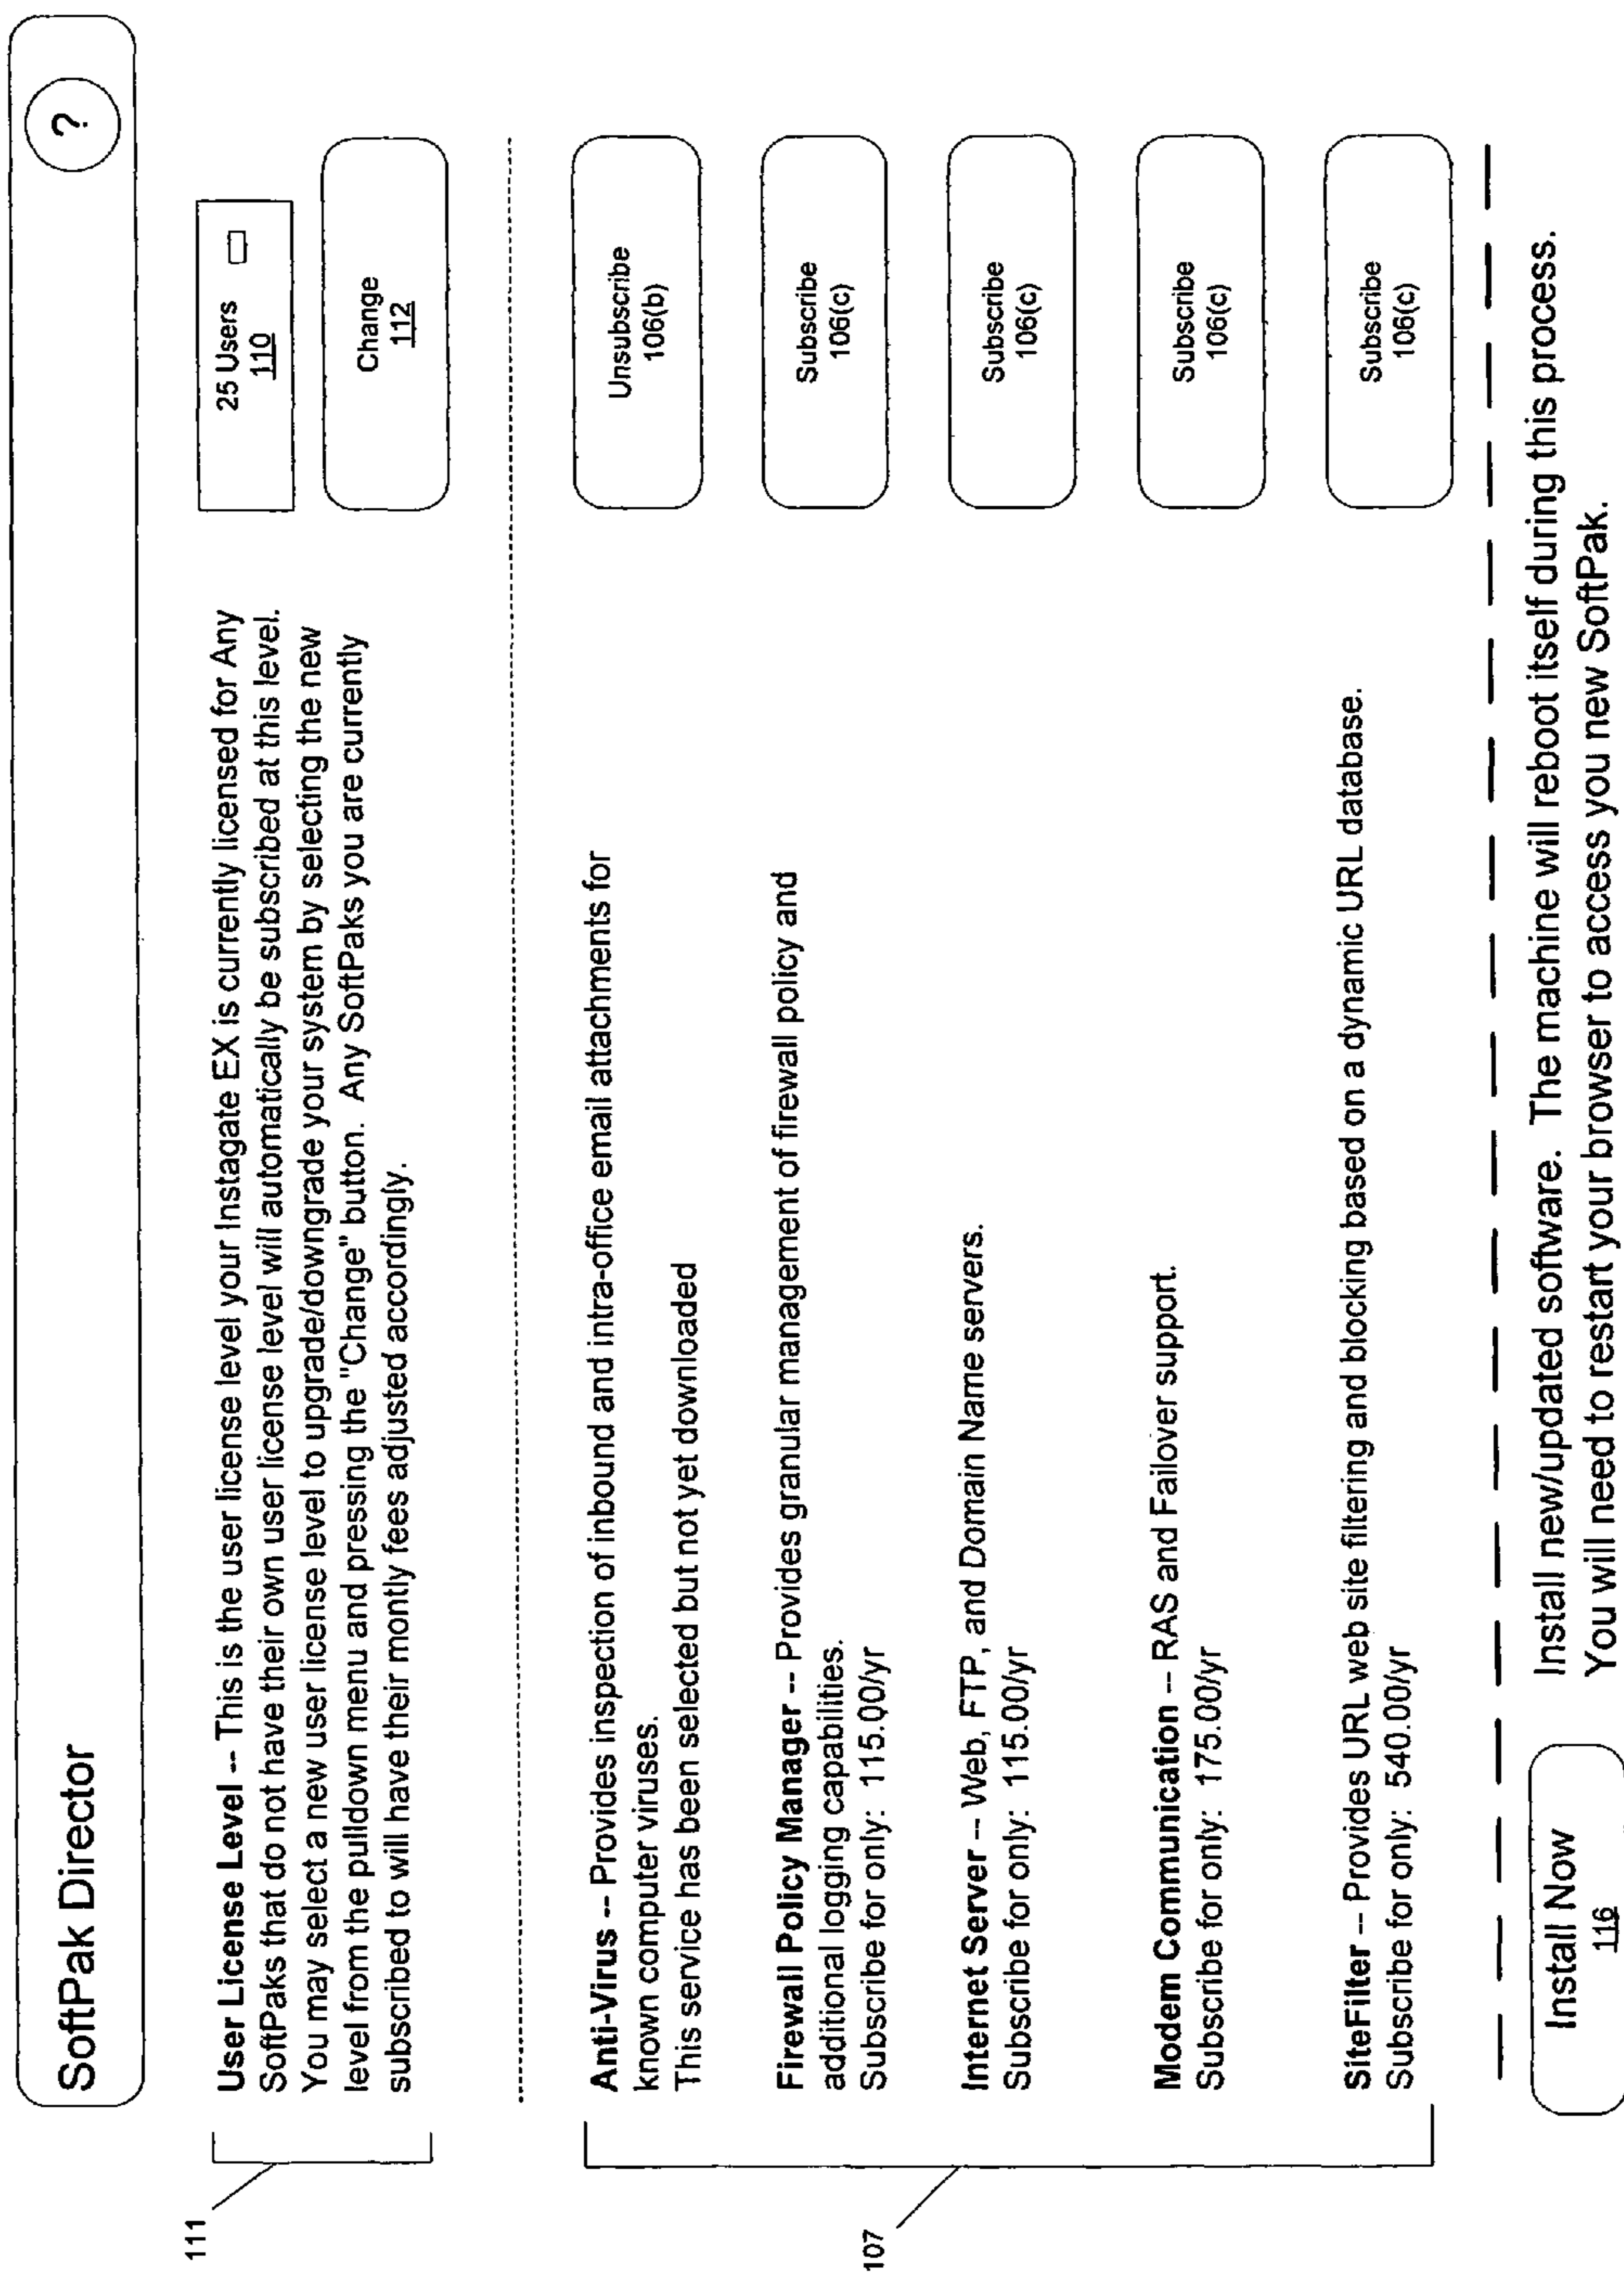 SoftPak Director
?
111
User License Level -- This is the user license level your Instagate EX is currently licensed for Any
SoftPaks that do not have their own user license level will automatically be subscribed at this level.
You may select a new user license level to upgrade/downgrade your system by selecting the new
level from the pulldown menu and pressing the "Change" button. Any SoftPaks you are currently
subscribed to will have their montly fees adjusted accordingly.
25 Users
110
Change
112
107
Anti-Virus -- Provides inspection of inbound and intra-office email attachments for
known computer viruses.
This service has been selected but not yet downloaded
Unsubscribe
106(b)
Firewall Policy Manager -- Provides granular management of firewall policy and
additional logging capabilities.
Subscribe for only: 115.00/yr
Subscribe
106(c)
Internet Server -- Web, FTP, and Domain Name servers.
Subscribe for only: 115.00/yr
Subscribe
106(c)
Modem Communication -- RAS and Failover support.
Subscribe for only: 175.00/yr
Subscribe
106(c)
SiteFilter -- Provides URL web site filtering and blocking based on a dynamic URL database.
Subscribe for only: 540.00/yr
Subscribe
106(c)
Install Now
116
Install new/updated software. The machine will reboot itself during this process.
You will need to restart your browser to access you new SoftPak.